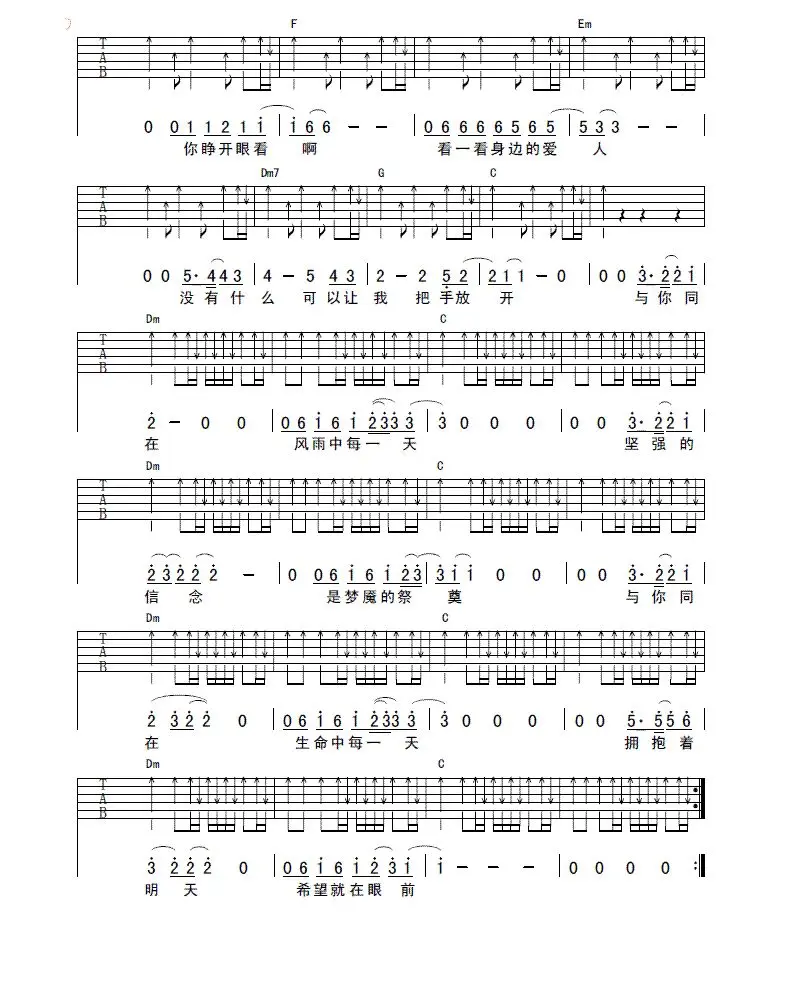 F Em
T A B
0 0 1 1 2 1 1 i i 6 6 — — 0 6 6 6 6 5 6 5 5 3 3 — —
你睁开眼看 啊 看一看身边的爱 人
Dm7 G C
T A B
0 0 5· 4 4 3 4 — 5 4 3 2 — 2 5 2 2 1 1 — 0 0 0 3· 2 2 1
没有什么 可以让我 把手放开 与你同
Dm C
T A B
2 — 0 0 0 6 1 6 1 2 3 3 3 3 0 0 0 0 0 3· 2 2 1
在 风雨中每一天 坚强的
Dm C
T A B
2 3 2 2 2 — 0 0 6 1 6 1 2 3 3 1 1 0 0 0 0 3· 2 2 1
信 念 是梦魇的祭 奠 与你同
Dm C
T A B
2 3 2 2 0 0 6 1 6 1 2 3 3 3 3 0 0 0 0 0 5· 5 5 6
在 生命中每一 天 拥抱着
Dm C
T A B
3 2 2 2 0 0 6 1 6 1 2 3 1 1 — — — 0 0 0 0
明 天 希望就在眼 前